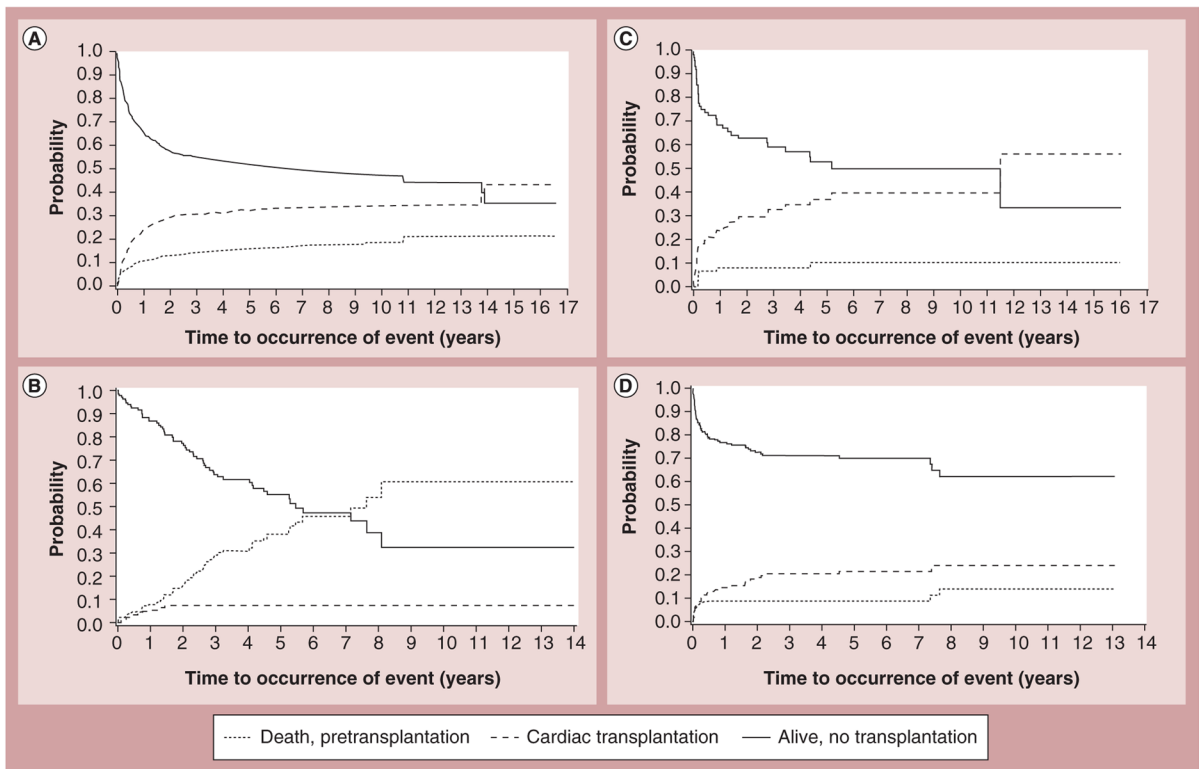 A
1.0
0.9
0.8
0.7
0.6
0.5
0.4
0.3
0.2
0.1
0.0
Probability
0 1 2 3 4 5 6 7 8 9 10 11 12 13 14 15 16 17
Time to occurrence of event (years)
C
1.0
0.9
0.8
0.7
0.6
0.5
0.4
0.3
0.2
0.1
0.0
Probability
0 1 2 3 4 5 6 7 8 9 10 11 12 13 14 15 16 17
Time to occurrence of event (years)
B
1.0
0.9
0.8
0.7
0.6
0.5
0.4
0.3
0.2
0.1
0.0
Probability
0 1 2 3 4 5 6 7 8 9 10 11 12 13 14
Time to occurrence of event (years)
D
1.0
0.9
0.8
0.7
0.6
0.5
0.4
0.3
0.2
0.1
0.0
Probability
0 1 2 3 4 5 6 7 8 9 10 11 12 13 14
Time to occurrence of event (years)
Death, pretransplantation Cardiac transplantation Alive, no transplantation